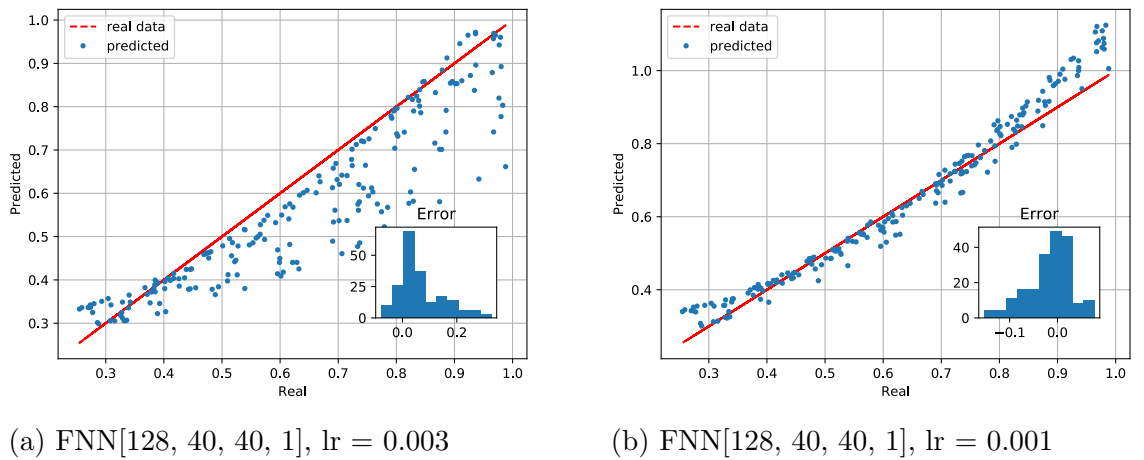 real data
predicted
1.0
0.9
0.8
0.7
0.6
0.5
0.4
0.3
Predicted
Error
50
25
0
0.0 0.2
0.3 0.4 0.5 0.6 0.7 0.8 0.9 1.0
Real
(a) FNN[128, 40, 40, 1], lr = 0.003
real data
predicted
1.0
0.8
0.6
0.4
Predicted
Error
40
20
0
−0.1 0.0
0.3 0.4 0.5 0.6 0.7 0.8 0.9 1.0
Real
(b) FNN[128, 40, 40, 1], lr = 0.001